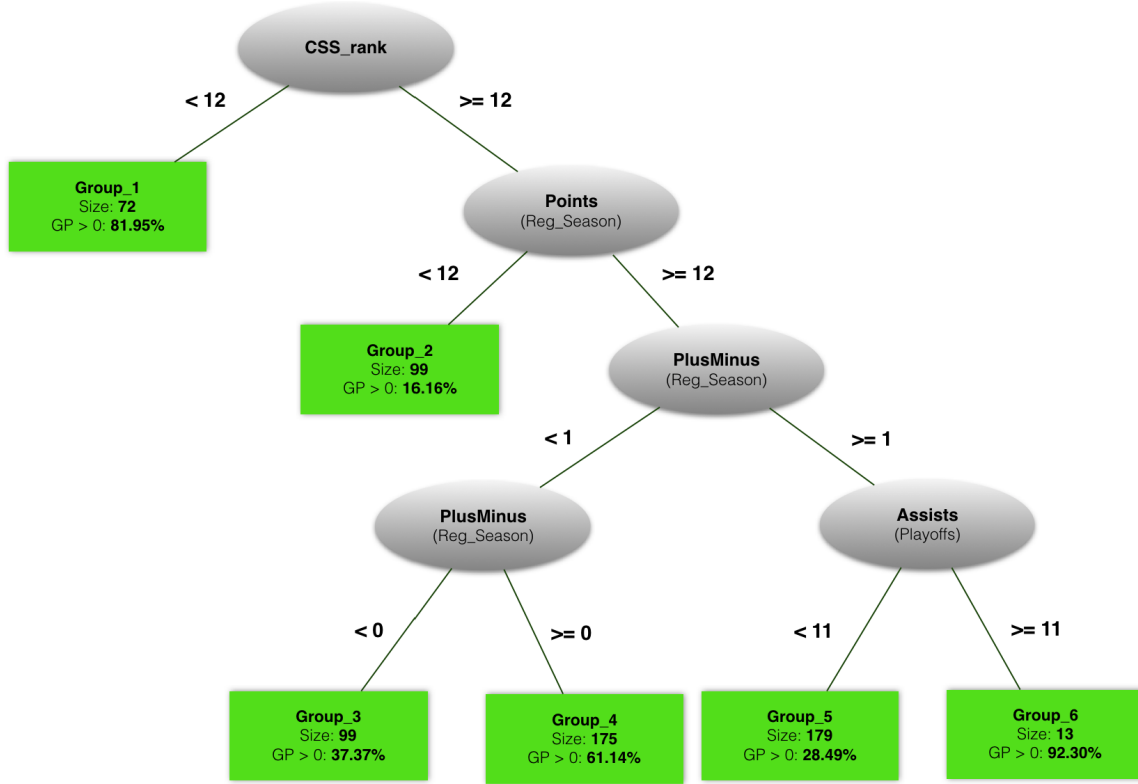 CSS_rank
< 12
>= 12
Group_1
Size: 72
GP > 0: 81.95%
Points
(Reg_Season)
< 12
>= 12
Group_2
Size: 99
GP > 0: 16.16%
PlusMinus
(Reg_Season)
< 1
>= 1
PlusMinus
(Reg_Season)
Assists
(Playoffs)
< 0
>= 0
< 11
>= 11
Group_3
Size: 99
GP > 0: 37.37%
Group_4
Size: 175
GP > 0: 61.14%
Group_5
Size: 179
GP > 0: 28.49%
Group_6
Size: 13
GP > 0: 92.30%